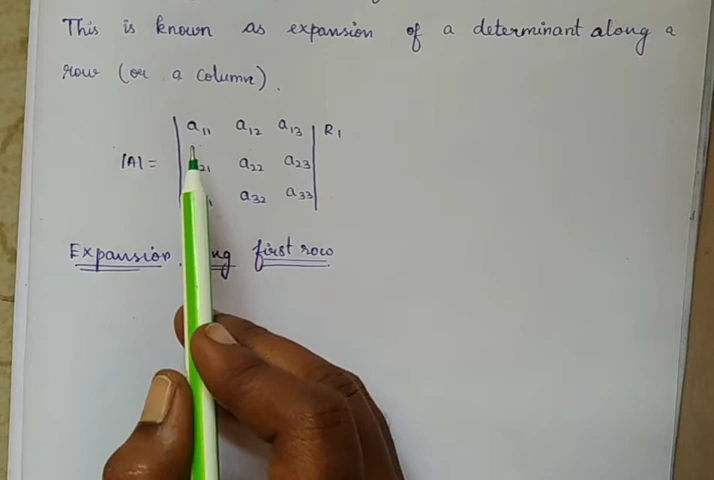 This is known as expansion of a determinant along a
row (or a column).
a11 a12 a13 R1
|A| = 21 a22 a23
a32 a33
Expansion first row